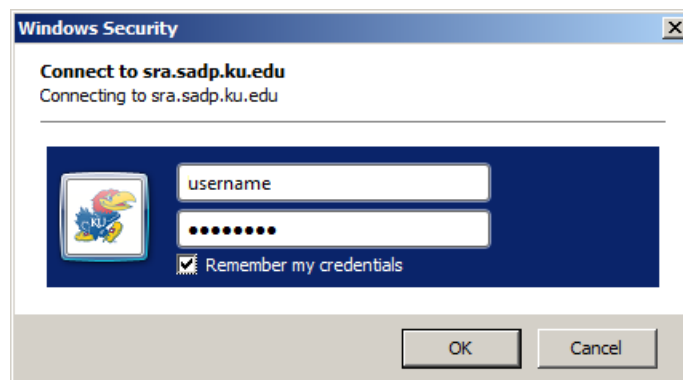 Windows Security
Connect to sra.sadp.ku.edu
Connecting to sra.sadp.ku.edu
KU
username
••••••••
Remember my credentials
OK
Cancel